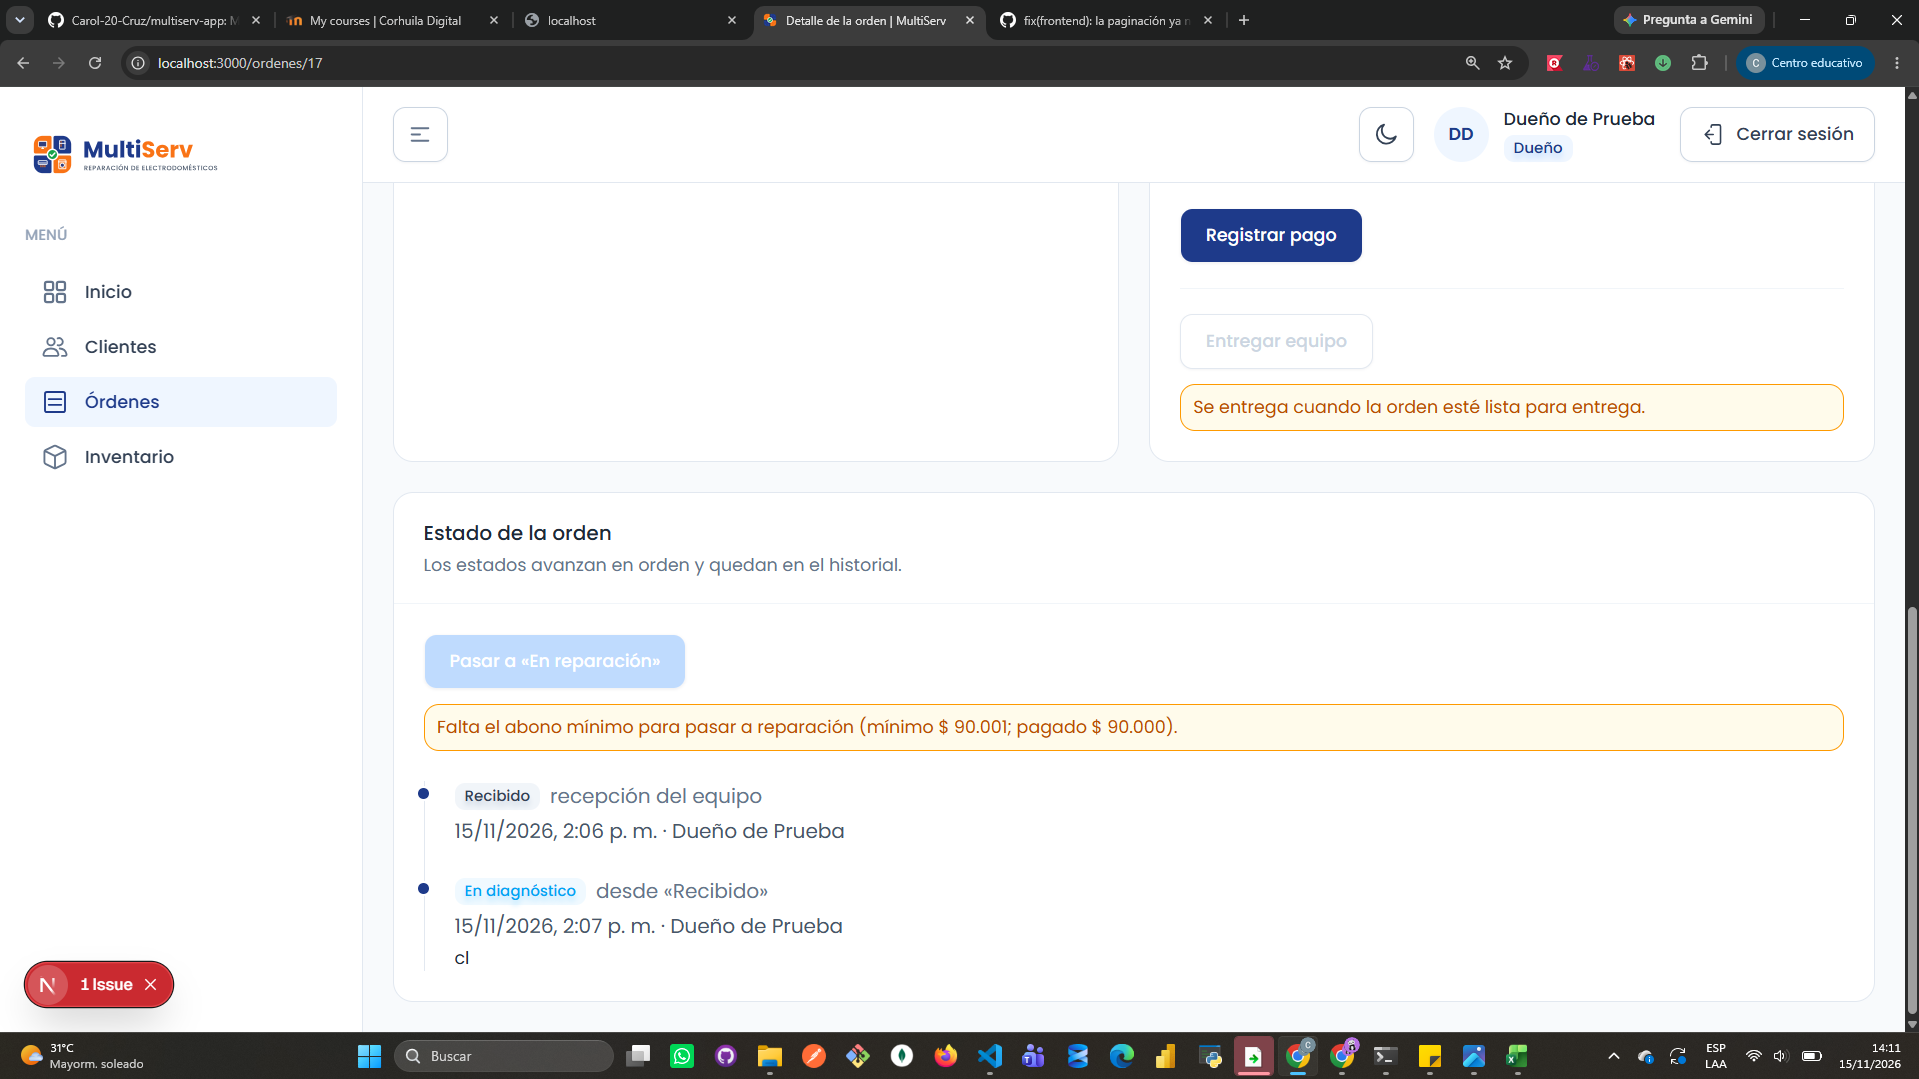 Carol-20-Cruz/multiserv-app: M
My courses | Corhuila Digital
localhost
Detalle de la orden | MultiServ
fix(frontend): la paginación ya n
Pregunta a Gemini
localhost:3000/ordenes/17
C Centro educativo
MultiServ
REPARACIÓN DE ELECTRODOMÉSTICOS
DD
Dueño de Prueba
Dueño
Cerrar sesión
MENÚ
Inicio
Clientes
Órdenes
Inventario
Registrar pago
Entregar equipo
Se entrega cuando la orden esté lista para entrega.
Estado de la orden
Los estados avanzan en orden y quedan en el historial.
Pasar a «En reparación»
Falta el abono mínimo para pasar a reparación (mínimo $ 90.001; pagado $ 90.000).
Recibido recepción del equipo
15/11/2026, 2:06 p. m. · Dueño de Prueba
En diagnóstico desde «Recibido»
15/11/2026, 2:07 p. m. · Dueño de Prueba
cl
N 1 Issue
31°C
Mayorm. soleado
Buscar
ESP
LAA
14:11
15/11/2026